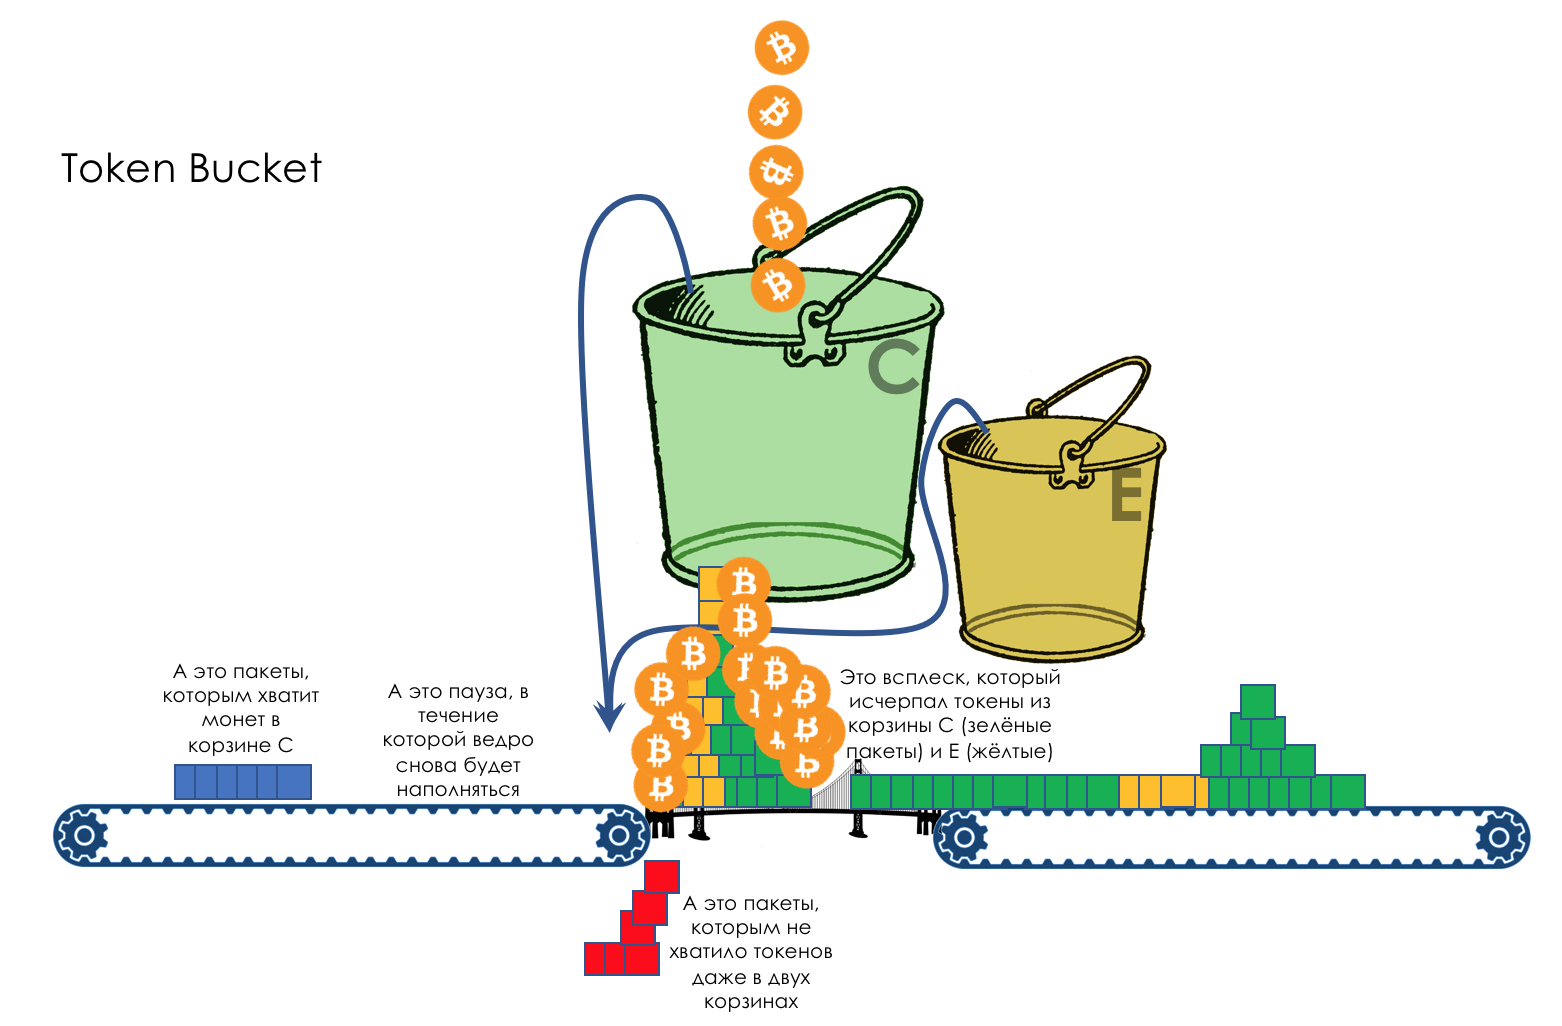 Token Bucket
C
E
А это пакеты,
которым хватит
монет в
корзине C
А это пауза, в
течение
которой ведро
снова будет
наполняться
Это всплеск, который
исчерпал токены из
корзины C (зелёные
пакеты) и E (жёлтые)
А это пакеты,
которым не
хватило токенов
даже в двух
корзинах